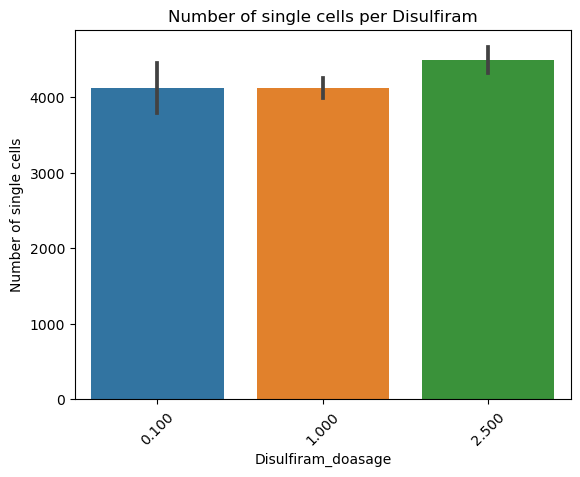 Number of single cells per Disulfiram
Number of single cells
4000
3000
2000
1000
0
0.100
1.000
2.500
Disulfiram_doasage